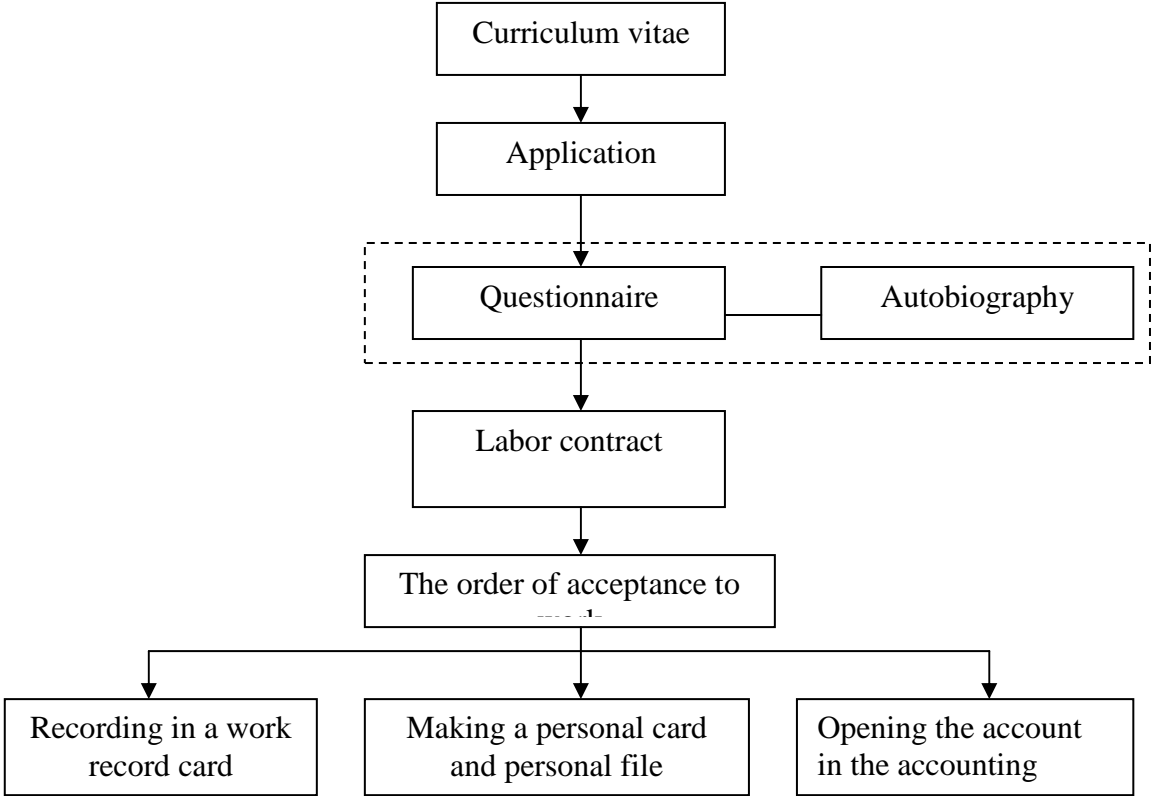 Curriculum vitae
Application
Questionnaire
Autobiography
Labor contract
The order of acceptance to
Recording in a work
record card
Making a personal card
and personal file
Opening the account
in the accounting